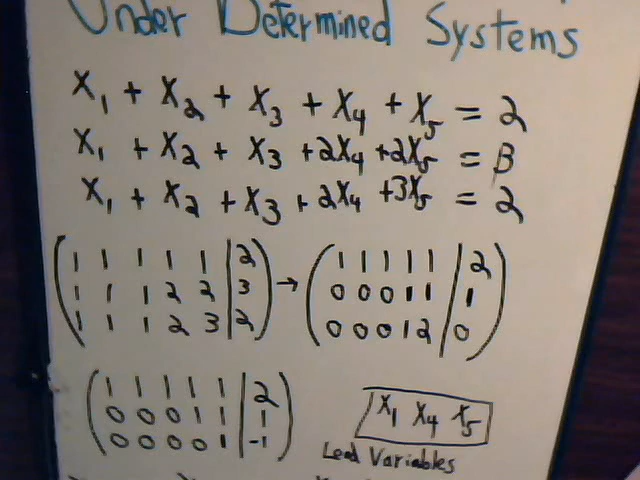 Under Determined Systems
X₁ + X₂ + X₃ + X₄ + X₅ = 2
X₁ + X₂ + X₃ + 2X₄ + 2X₅ = 3
X₁ + X₂ + X₃ + 2X₄ + 3X₅ = 2
( 1 1 1 1 1 | 2 ) → ( 1 1 1 1 1 | 2 )
( 1 1 1 2 2 | 3 ) ( 0 0 0 1 1 | 1 )
( 1 1 1 2 3 | 2 ) ( 0 0 0 1 2 | 0 )
( 1 1 1 1 1 | 2 )
( 0 0 0 1 1 | 1 )
( 0 0 0 0 1 | -1 )
X₁ X₄ X₅
Lead Variables